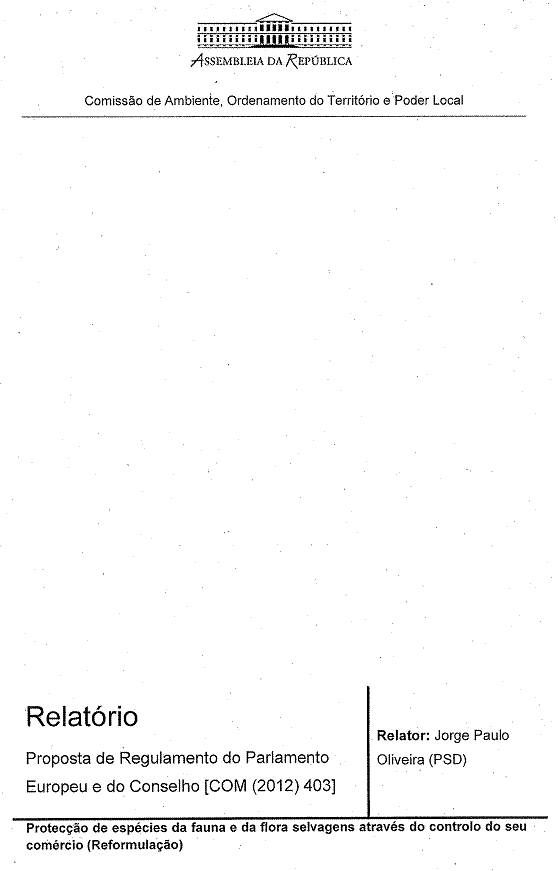 ASSEMBLEIA DA REPÚBLICA
Comissão de Ambiente, Ordenamento do Território e Poder Local
Relatório
Proposta de Regulamento do Parlamento
Europeu e do Conselho [COM (2012) 403]
Relator: Jorge Paulo
Oliveira (PSD)
Protecção de espécies da fauna e da flora selvagens através do controlo do seu
comércio (Reformulação)